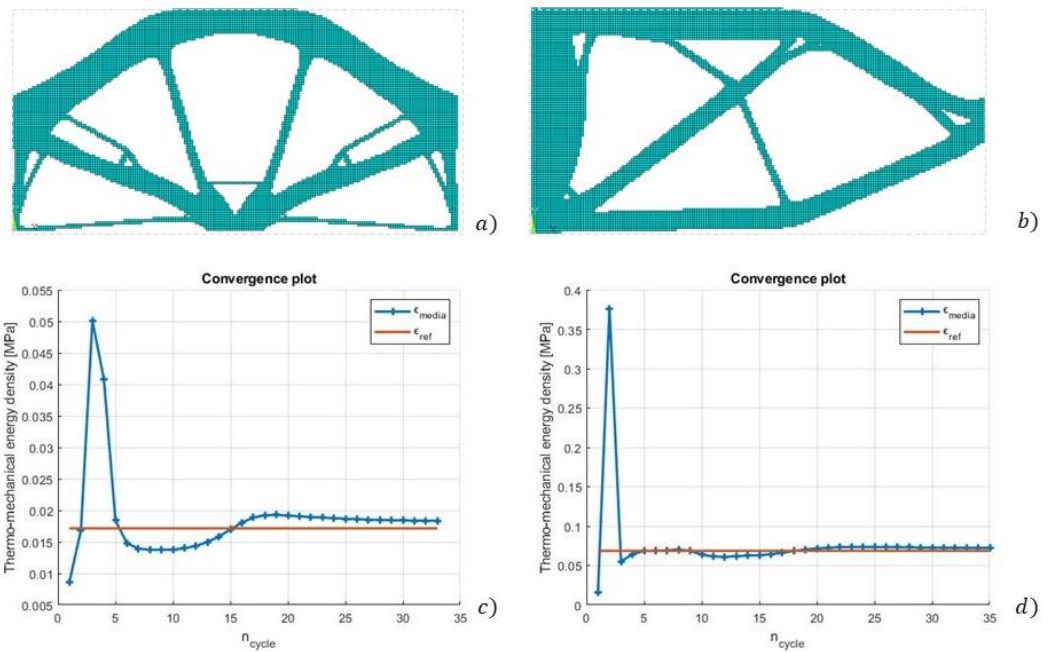 a)
b)
Convergence plot
0.055
0.05
0.045
0.04
0.035
0.03
0.025
0.02
0.015
0.01
0.005
Thermo-mechanical energy density [MPa]
ϵmedia
ϵref
0 5 10 15 20 25 30 35
ncycle
c)
Convergence plot
0.4
0.35
0.3
0.25
0.2
0.15
0.1
0.05
0
Thermo-mechanical energy density [MPa]
ϵmedia
ϵref
0 5 10 15 20 25 30 35
ncycle
d)